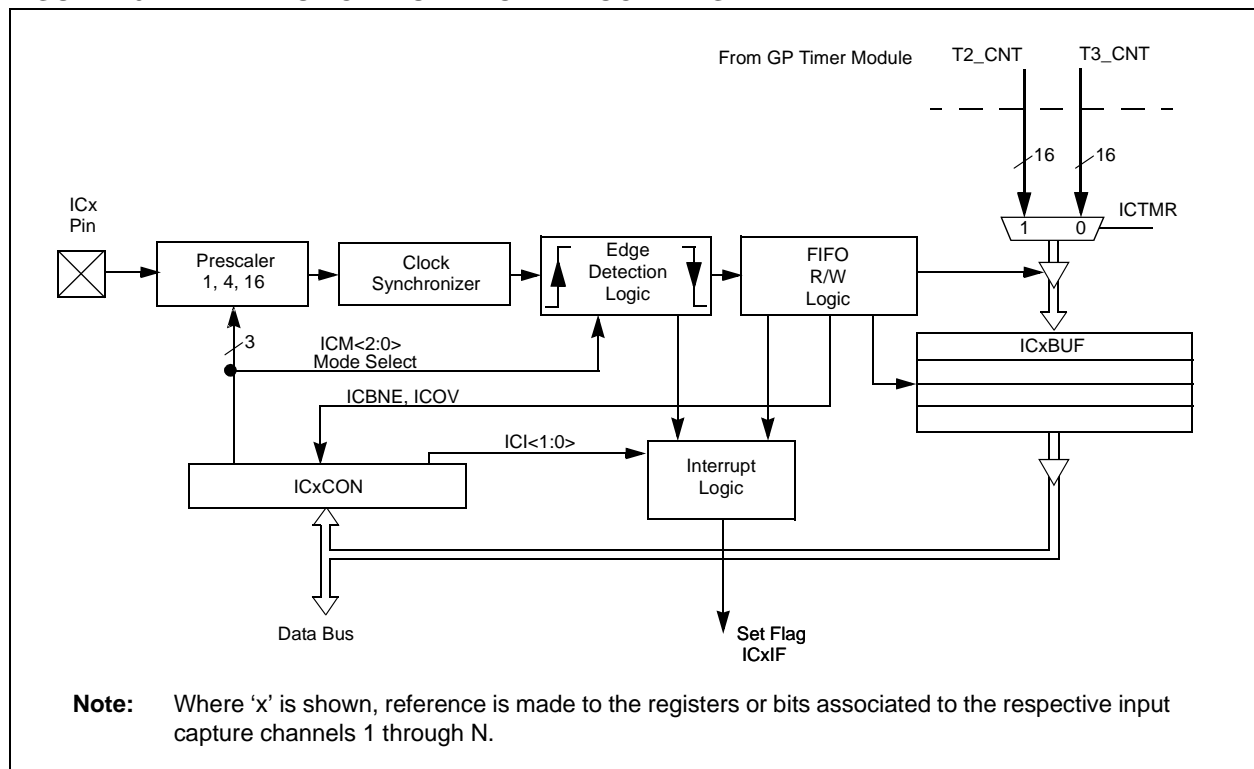 From GP Timer Module
T2_CNT
T3_CNT
16
16
ICx
Pin
1
0
ICTMR
Prescaler
1, 4, 16
Clock
Synchronizer
Edge
Detection
Logic
FIFO
R/W
Logic
3
ICM<2:0>
Mode Select
ICxBUF
ICBNE, ICOV
ICI<1:0>
Interrupt
Logic
ICxCON
Data Bus
Set Flag
ICxIF
Note: Where ‘x’ is shown, reference is made to the registers or bits associated to the respective input
capture channels 1 through N.